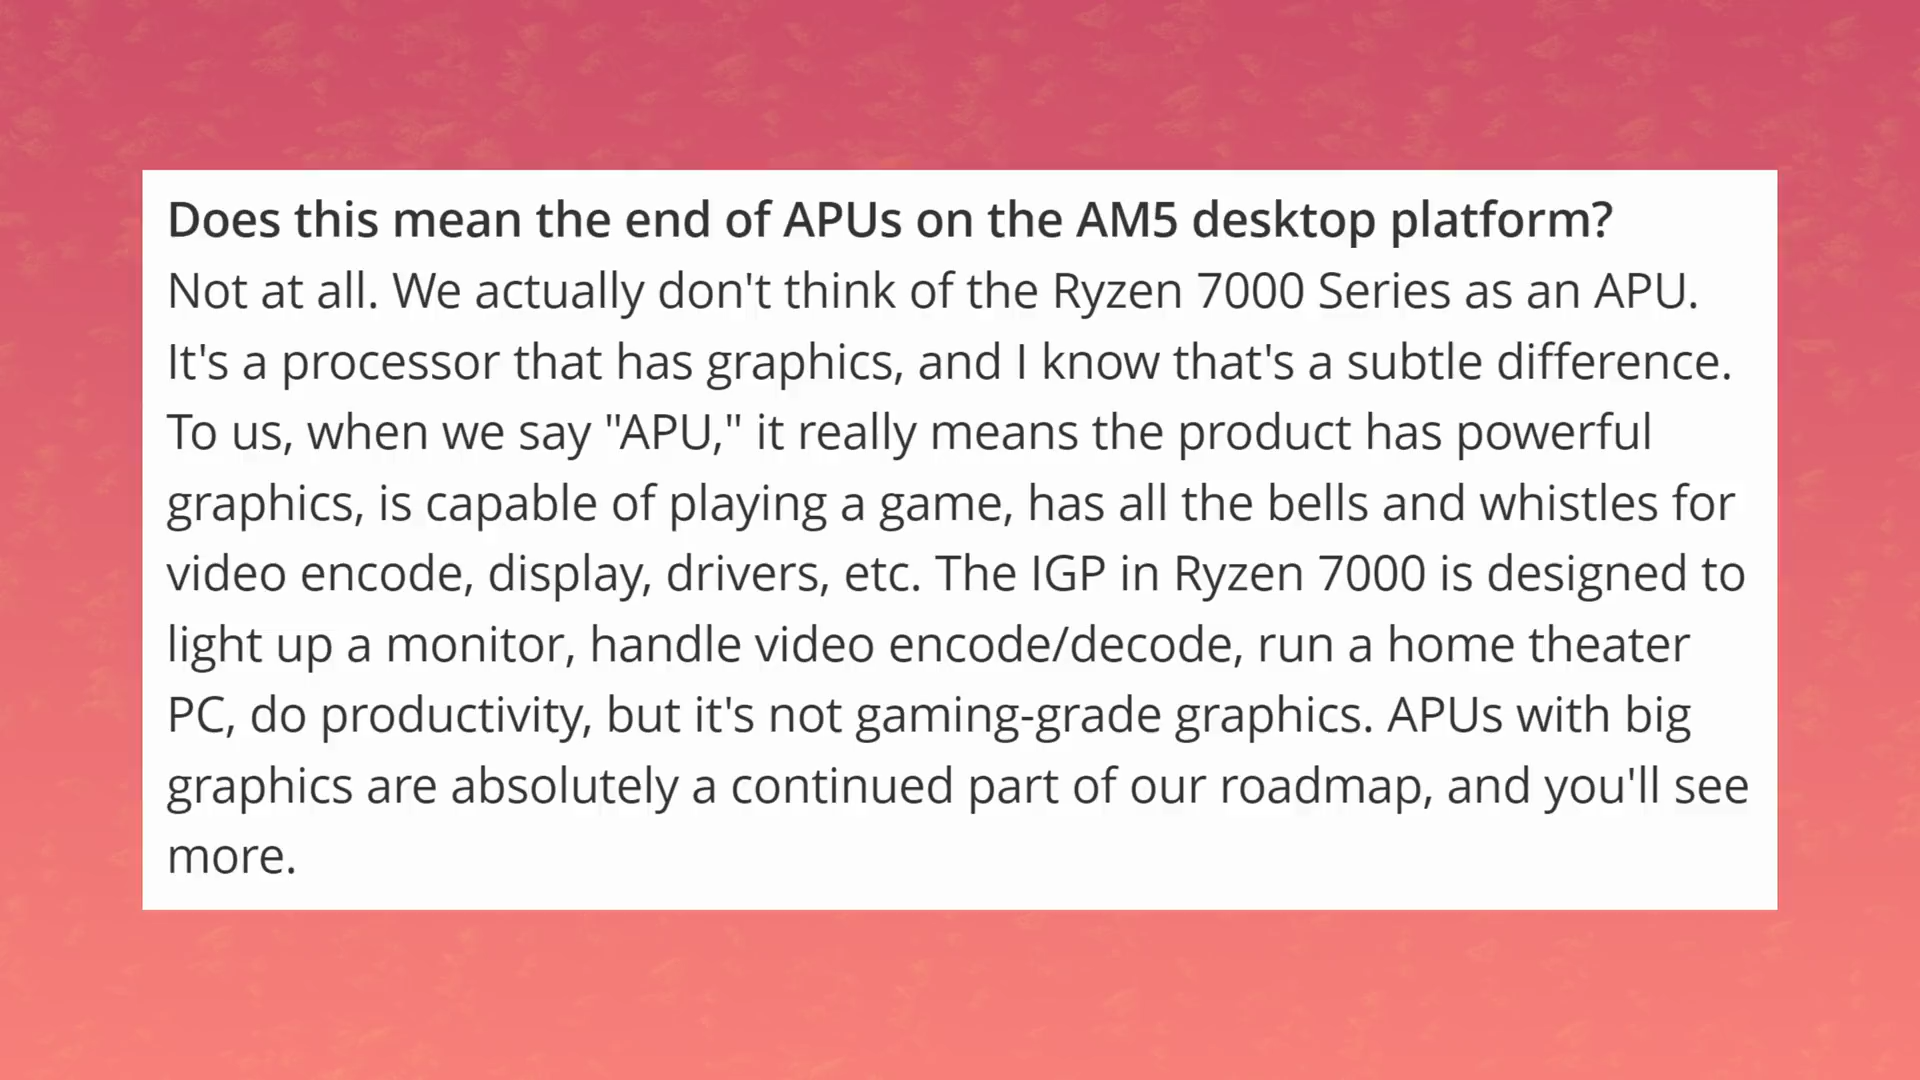 Does this mean the end of APUs on the AM5 desktop platform?
Not at all. We actually don't think of the Ryzen 7000 Series as an APU.
It's a processor that has graphics, and I know that's a subtle difference.
To us, when we say "APU," it really means the product has powerful
graphics, is capable of playing a game, has all the bells and whistles for
video encode, display, drivers, etc. The IGP in Ryzen 7000 is designed to
light up a monitor, handle video encode/decode, run a home theater
PC, do productivity, but it's not gaming-grade graphics. APUs with big
graphics are absolutely a continued part of our roadmap, and you'll see
more.